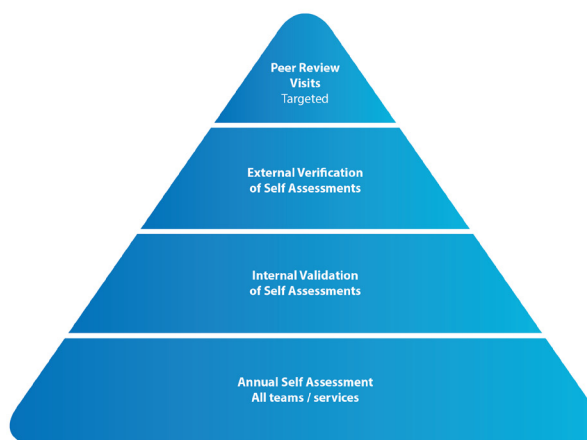 Peer Review
Visits
Targeted
External Verification
of Self Assessments
Internal Validation
of Self Assessments
Annual Self Assessment
All teams / services